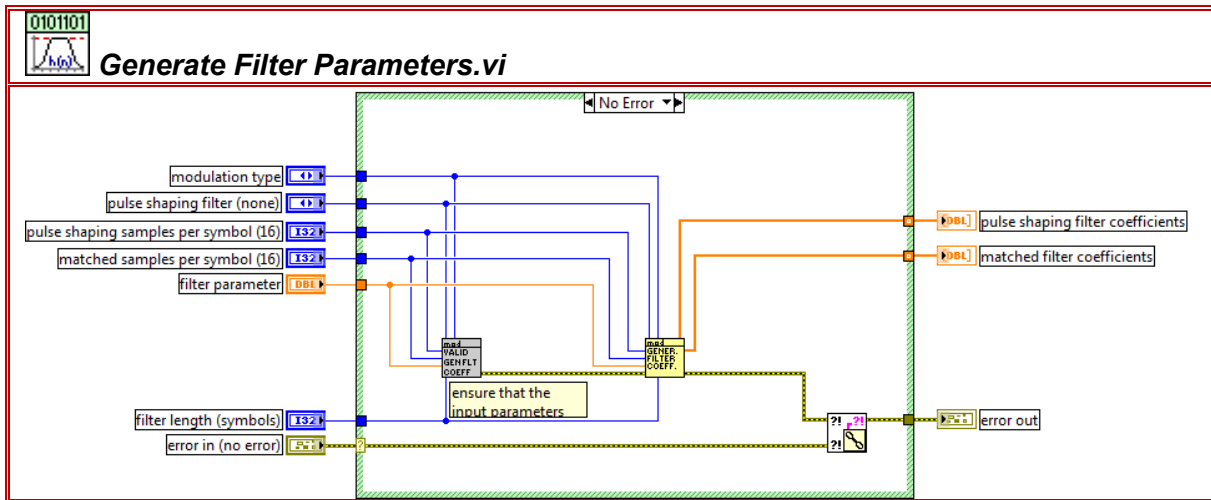 0101101
h(n)
Generate Filter Parameters.vi
No Error
modulation type
pulse shaping filter (none)
pulse shaping samples per symbol (16) I32
matched samples per symbol (16) I32
filter parameter DBL
DBL pulse shaping filter coefficients
DBL matched filter coefficients
mod
VALID
GENFLT
COEFF
mod
GENER.
FILTER
COEFF.
ensure that the
input parameters
filter length (symbols) I32
error in (no error)
?
?! ?!
?!
error out